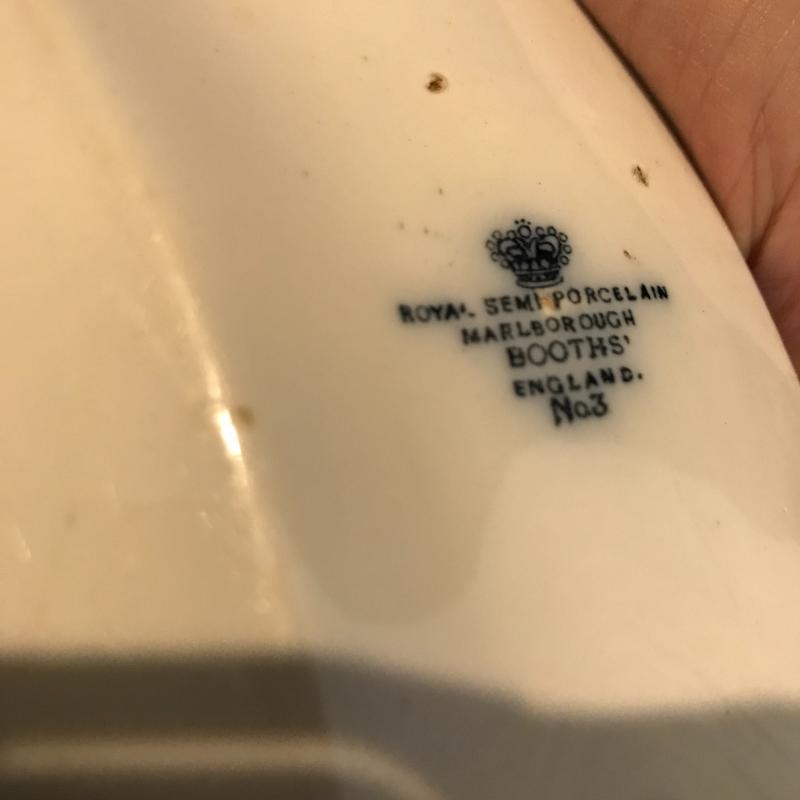 ROYAL SEMI PORCELAIN
MARLBOROUGH
BOOTHS'
ENGLAND.
No3